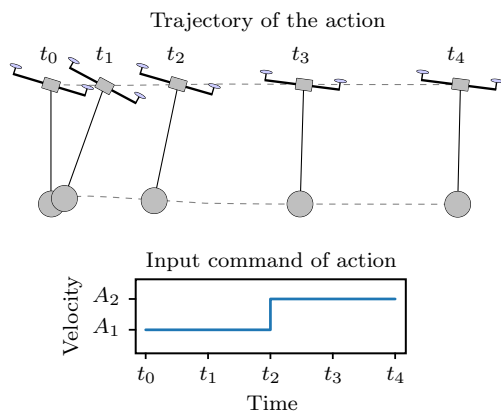 Trajectory of the action
t₀ t₁ t₂ t₃ t₄
Input command of action
Velocity
A₂
A₁
t₀ t₁ t₂ t₃ t₄
Time